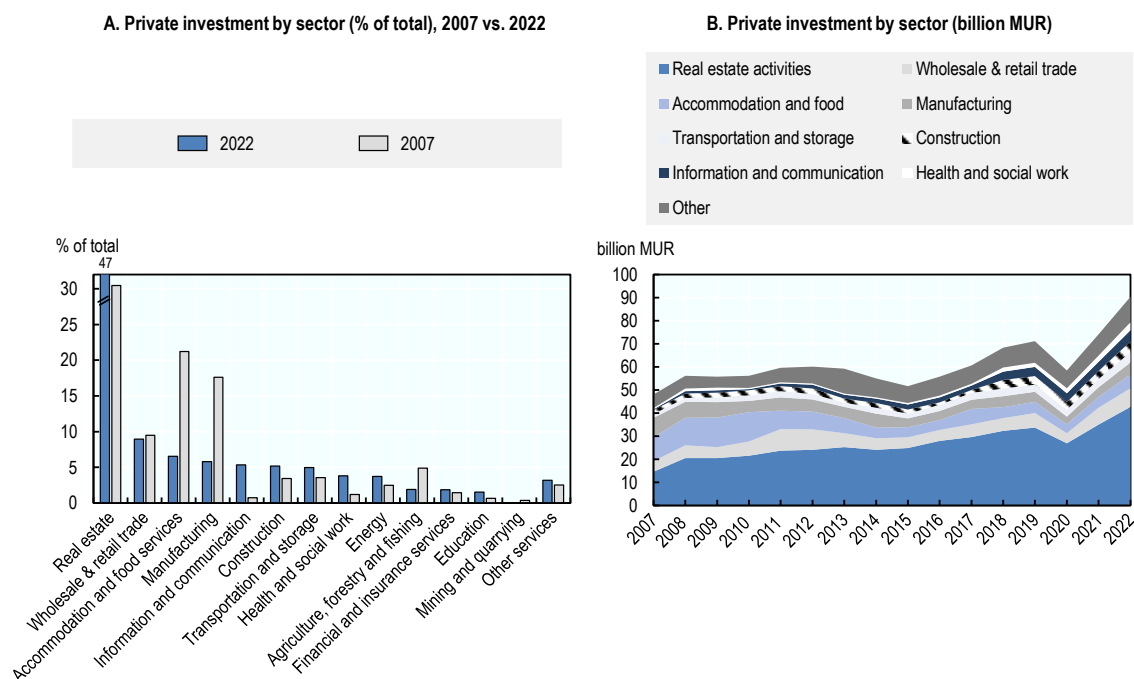 A. Private investment by sector (% of total), 2007 vs. 2022
2022
2007
% of total
47
30
25
20
15
10
5
0
Real estate
Wholesale & retail trade
Accommodation and food services
Manufacturing
Information and communication
Construction
Transportation and storage
Health and social work
Energy
Agriculture, forestry and fishing
Financial and insurance services
Education
Mining and quarrying
Other services
B. Private investment by sector (billion MUR)
Real estate activities
Wholesale & retail trade
Accommodation and food
Manufacturing
Transportation and storage
Construction
Information and communication
Health and social work
Other
billion MUR
100
90
80
70
60
50
40
30
20
10
0
2007
2008
2009
2010
2011
2012
2013
2014
2015
2016
2017
2018
2019
2020
2021
2022